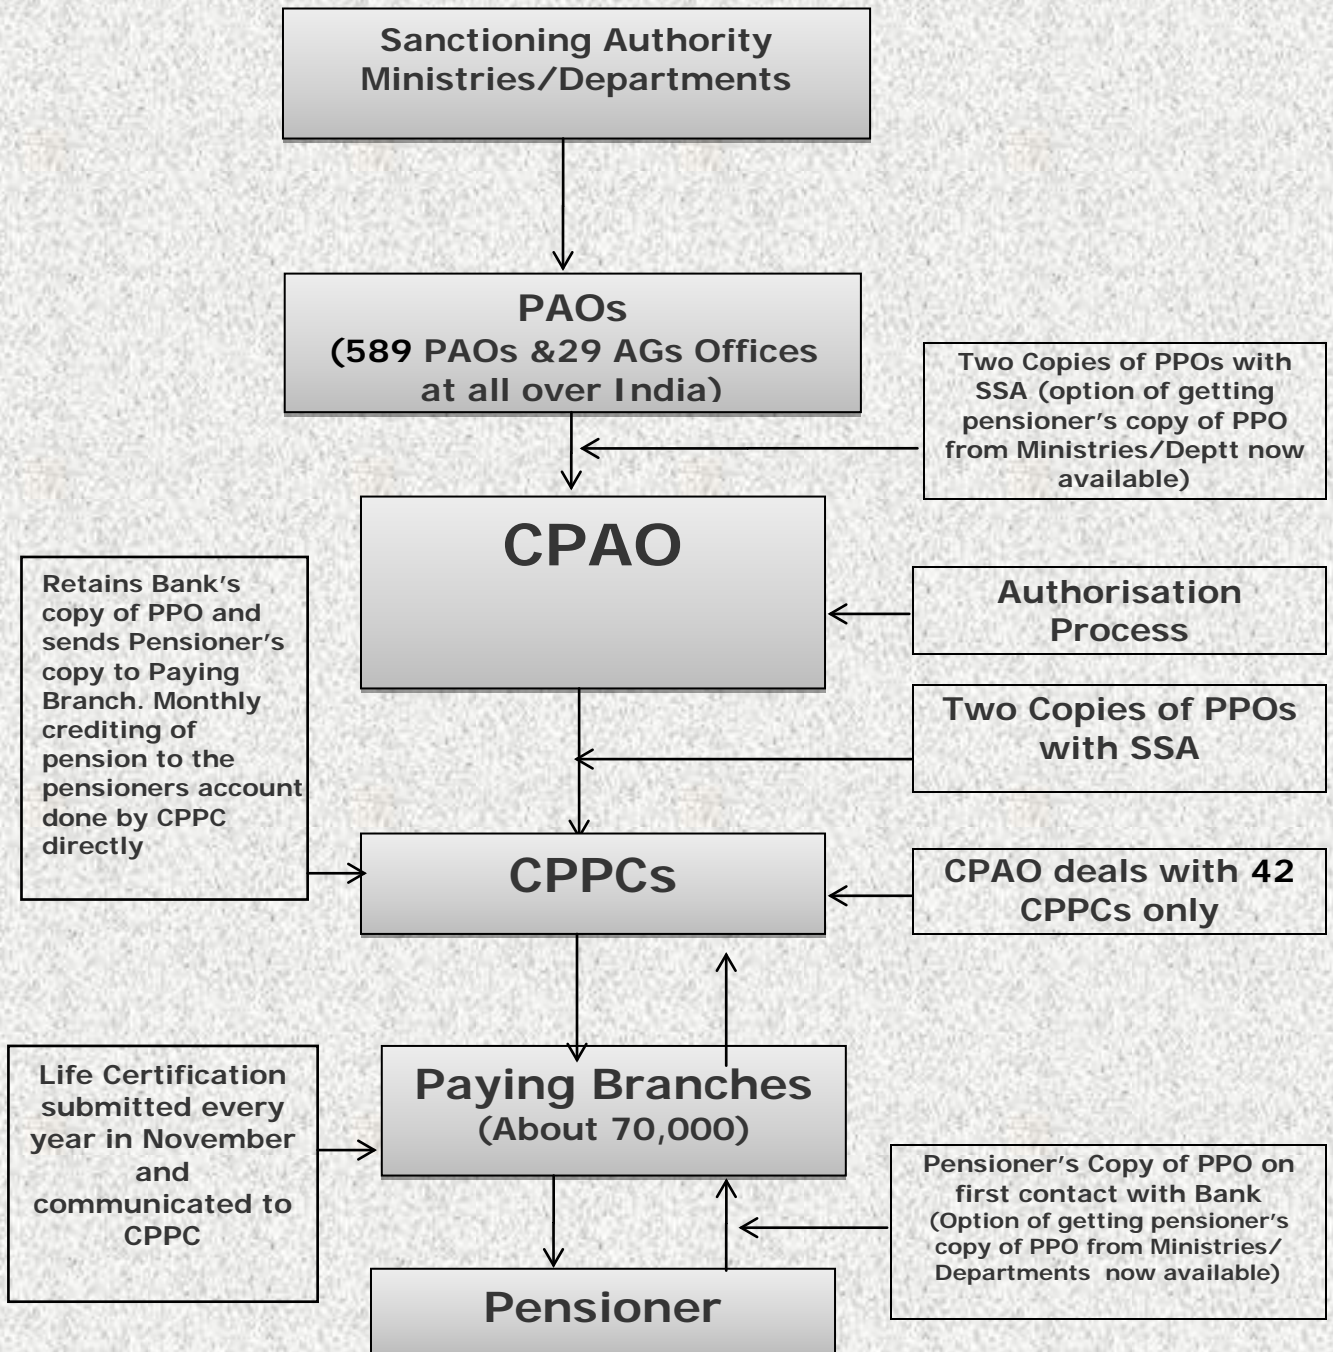 Sanctioning Authority
Ministries/Departments
PAOs
(589 PAOs &29 AGs Offices
at all over India)
Two Copies of PPOs with
SSA (option of getting
pensioner's copy of PPO
from Ministries/Deptt now
available)
CPAO
Retains Bank's
copy of PPO and
sends Pensioner's
copy to Paying
Branch. Monthly
crediting of
pension to the
pensioners account
done by CPPC
directly
Authorisation
Process
Two Copies of PPOs
with SSA
CPPCs
CPAO deals with 42
CPPCs only
Life Certification
submitted every
year in November
and
communicated to
CPPC
Paying Branches
(About 70,000)
Pensioner's Copy of PPO on
first contact with Bank
(Option of getting pensioner's
copy of PPO from Ministries/
Departments now available)
Pensioner